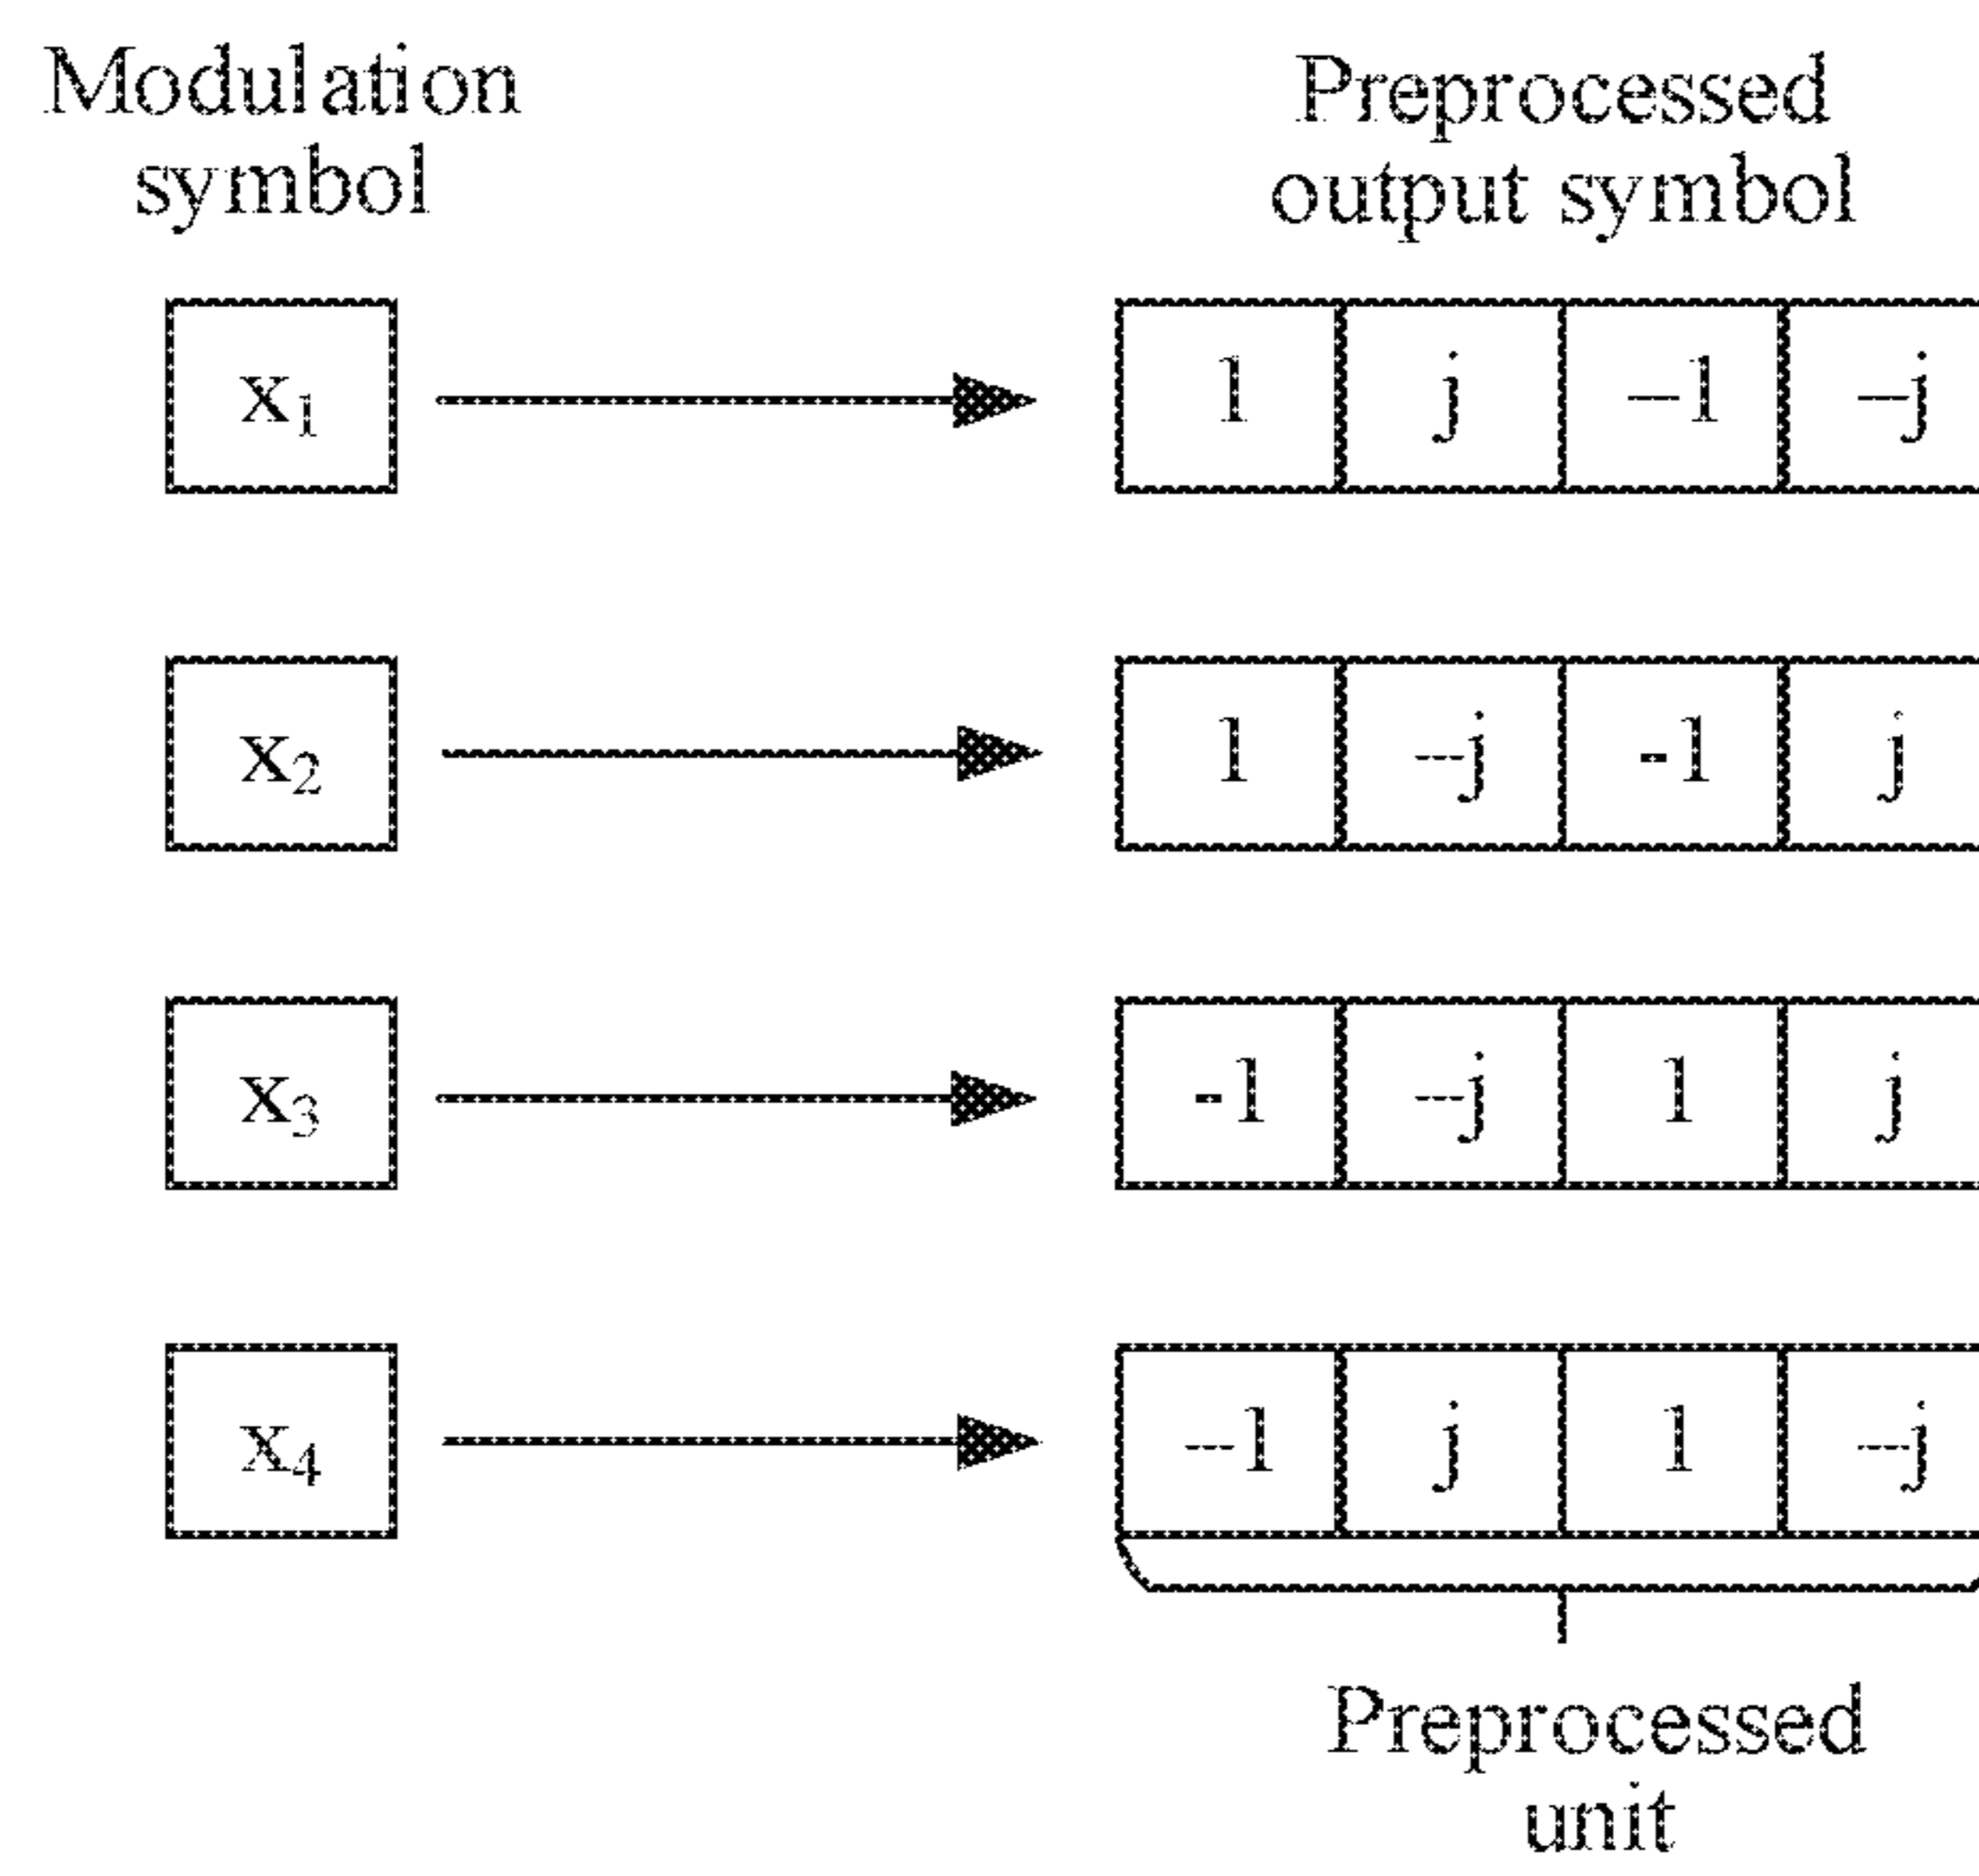 Modulation
symbol
Preprocessed
output symbol
x₁ 1 j –1 –j
x₂ 1 –j -1 j
x₃ -1 –j 1 j
x₄ –1 j 1 –j
Preprocessed
unit